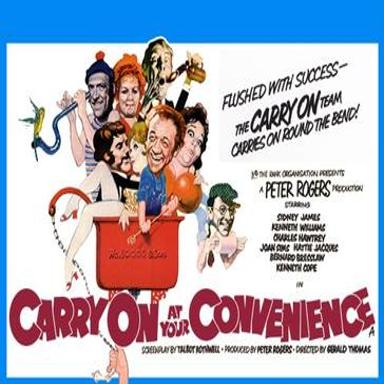 FLUSHED WITH SUCCESS—
THE CARRY ON TEAM
CARRIES ON ROUND THE BEND!
THE RANK ORGANISATION PRESENTS
A PETER ROGERS PRODUCTION
STARRING
SIDNEY JAMES
KENNETH WILLIAMS
CHARLES HAWTREY
JOAN SIMS HATTIE JACQUES
BERNARD BRESSLAW
KENNETH COPE
IN
CARRY ON AT YOUR CONVENIENCE
A
SCREENPLAY BY TALBOT ROTHWELL • PRODUCED BY PETER ROGERS • DIRECTED BY GERALD THOMAS